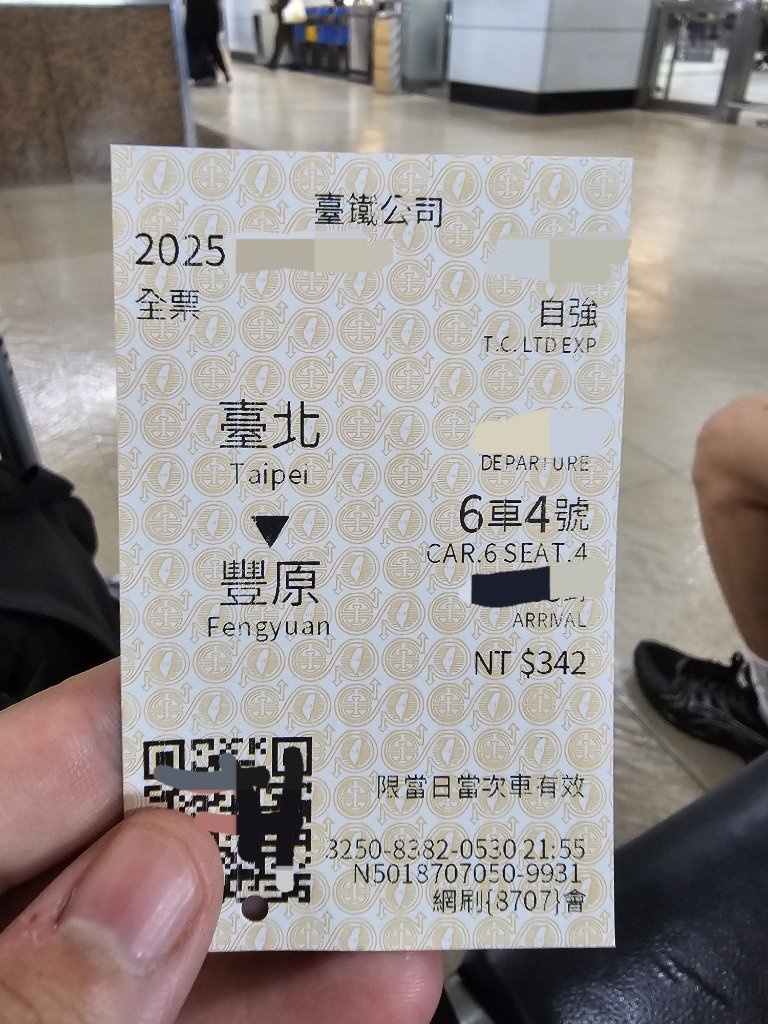 臺鐵公司
2025
全票
自強
T.C. LTD EXP
臺北
Taipei
DEPARTURE
6車4號
CAR.6 SEAT.4
豐原
Fengyuan
ARRIVAL
NT $342
限當日當次車有效
3250-8382-0530 21:55
N5018707050-9931
網刷{8707}會